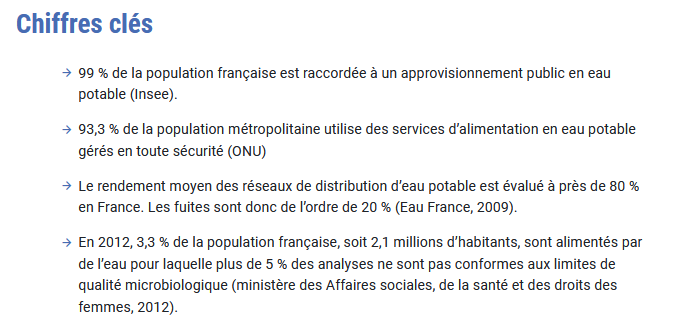 Chiffres clés
→ 99 % de la population française est raccordée à un approvisionnement public en eau
potable (Insee).
→ 93,3 % de la population métropolitaine utilise des services d’alimentation en eau potable
gérés en toute sécurité (ONU)
→ Le rendement moyen des réseaux de distribution d’eau potable est évalué à près de 80 %
en France. Les fuites sont donc de l’ordre de 20 % (Eau France, 2009).
→ En 2012, 3,3 % de la population française, soit 2,1 millions d’habitants, sont alimentés par
de l’eau pour laquelle plus de 5 % des analyses ne sont pas conformes aux limites de
qualité microbiologique (ministère des Affaires sociales, de la santé et des droits des
femmes, 2012).